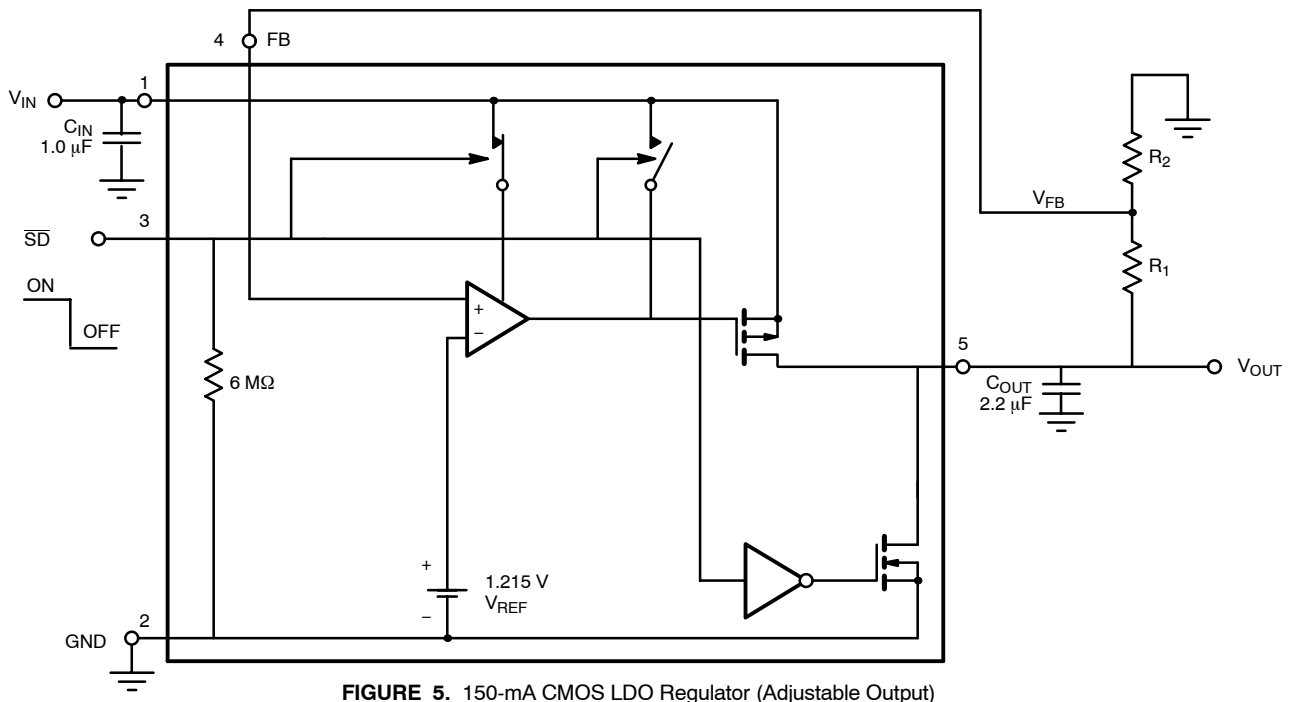 4
FB
V_IN
1
C_IN
1.0 μF
R_2
V_FB
3
S̅D̅
R_1
ON
OFF
+
–
5
6 MΩ
V_OUT
C_OUT
2.2 μF
+
1.215 V
V_REF
–
2
GND
FIGURE 5. 150-mA CMOS LDO Regulator (Adjustable Output)